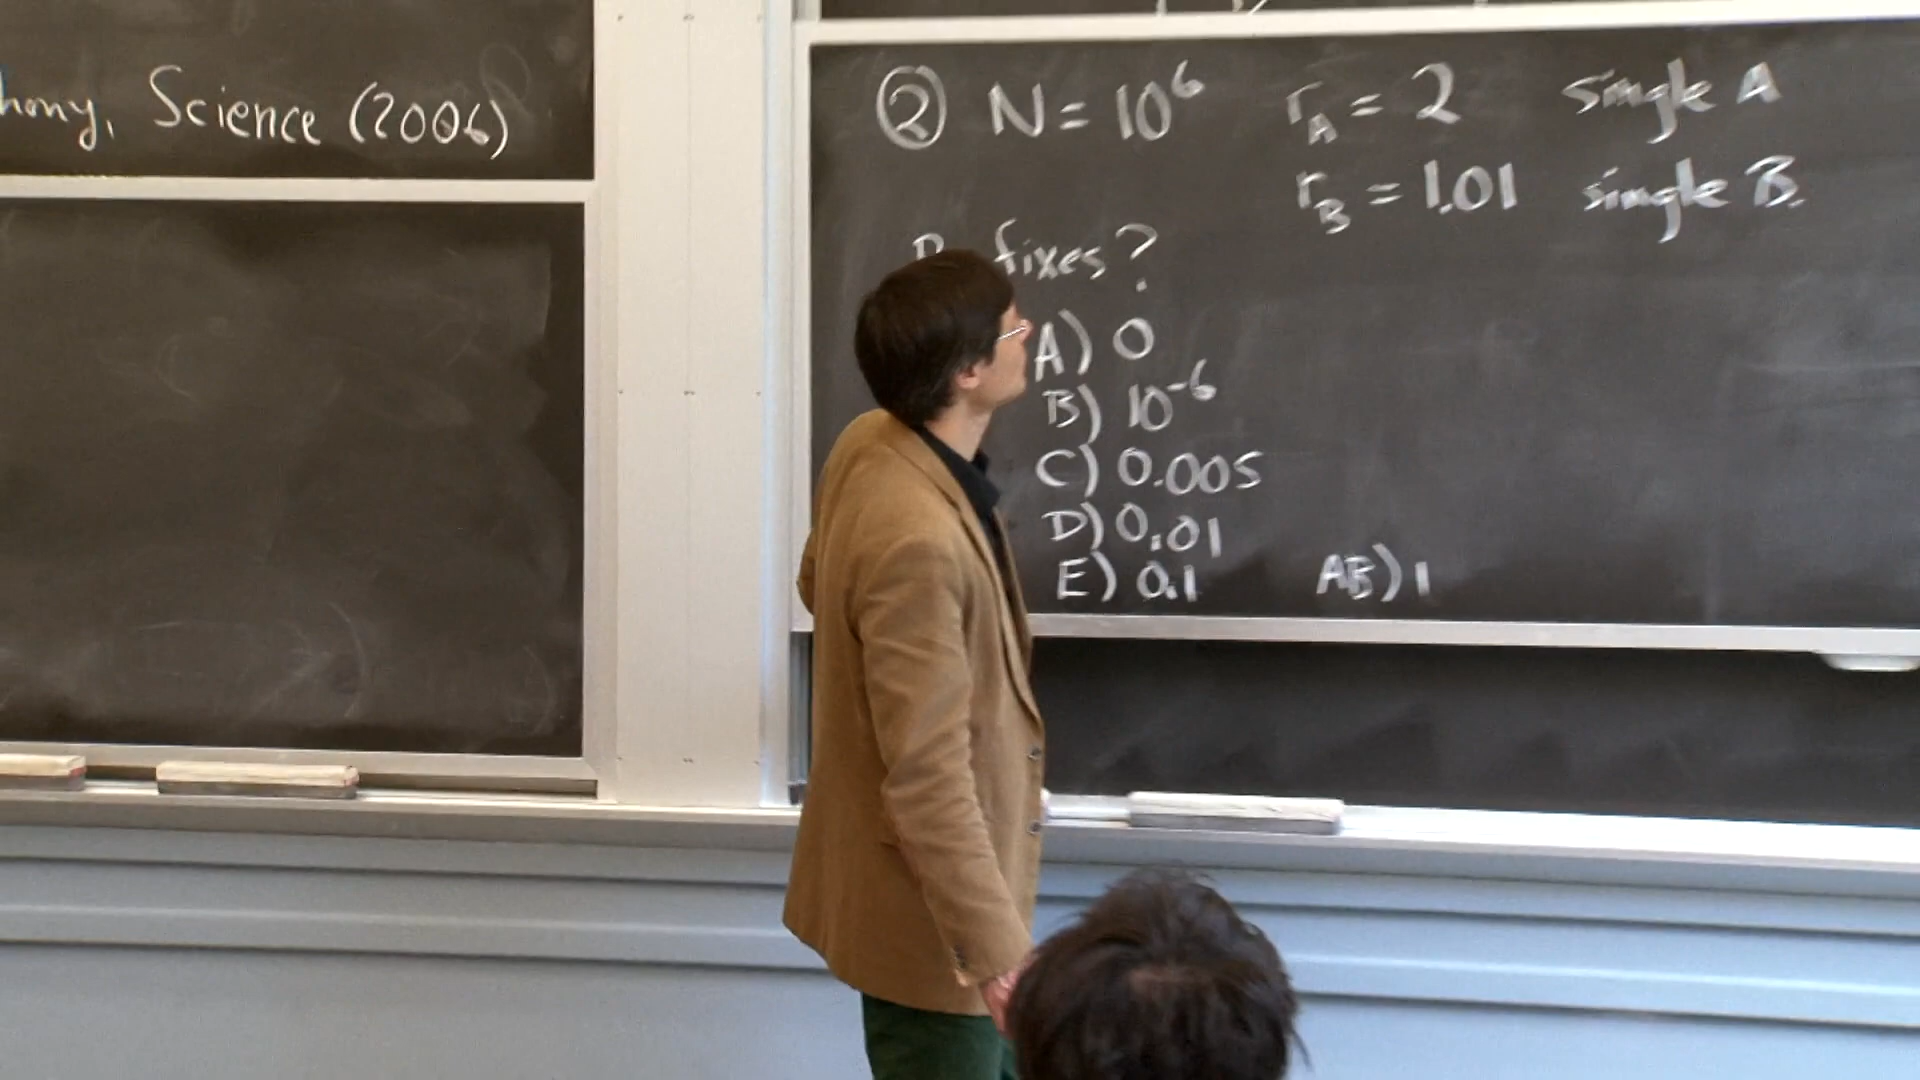 Science (2006)
② N = 10⁶ r_A = 2 single A
r_B = 1.01 single B.
fixes?
A) 0
B) 10⁻⁶
C) 0.005
D) 0.01
E) 0.1 AB) 1